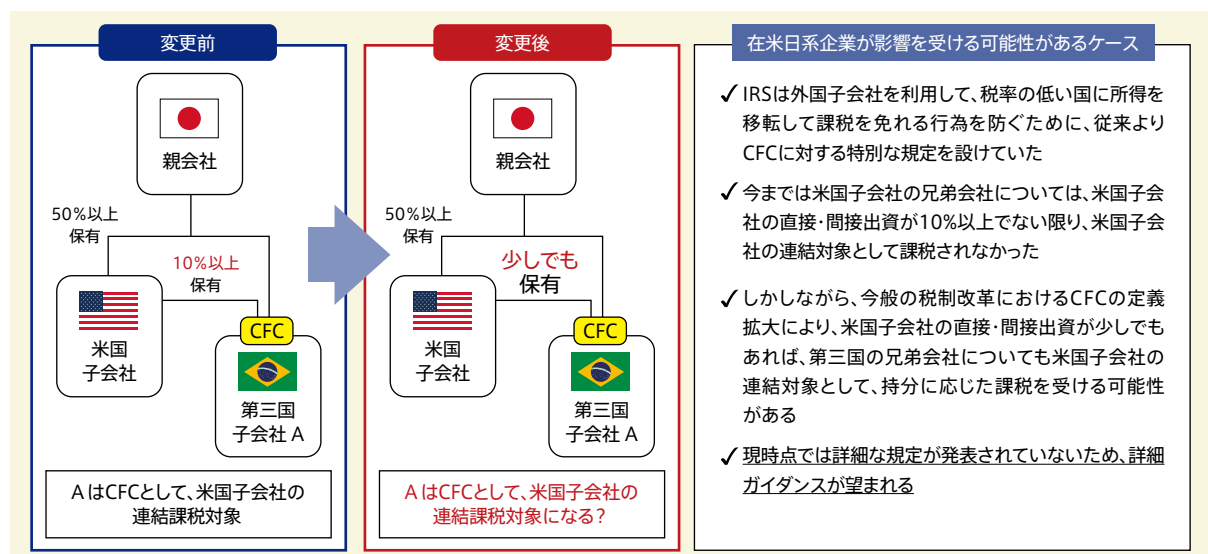 変更前
親会社
50%以上
保有
10%以上
保有
米国
子会社
CFC
第三国
子会社 A
A はCFCとして、米国子会社の
連結課税対象
変更後
親会社
50%以上
保有
少しでも
保有
米国
子会社
CFC
第三国
子会社 A
A はCFCとして、米国子会社の
連結課税対象になる？
在米日系企業が影響を受ける可能性があるケース
✓ IRSは外国子会社を利用して、税率の低い国に所得を
移転して課税を免れる行為を防ぐために、従来より
CFCに対する特別な規定を設けていた
✓ 今までは米国子会社の兄弟会社については、米国子会
社の直接・間接出資が10%以上でない限り、米国子会
社の連結対象として課税されなかった
✓ しかしながら、今般の税制改革におけるCFCの定義
拡大により、米国子会社の直接・間接出資が少しでも
あれば、第三国の兄弟会社についても米国子会社の
連結対象として、持分に応じた課税を受ける可能性
がある
✓ 現時点では詳細な規定が発表されていないため、詳細
ガイダンスが望まれる